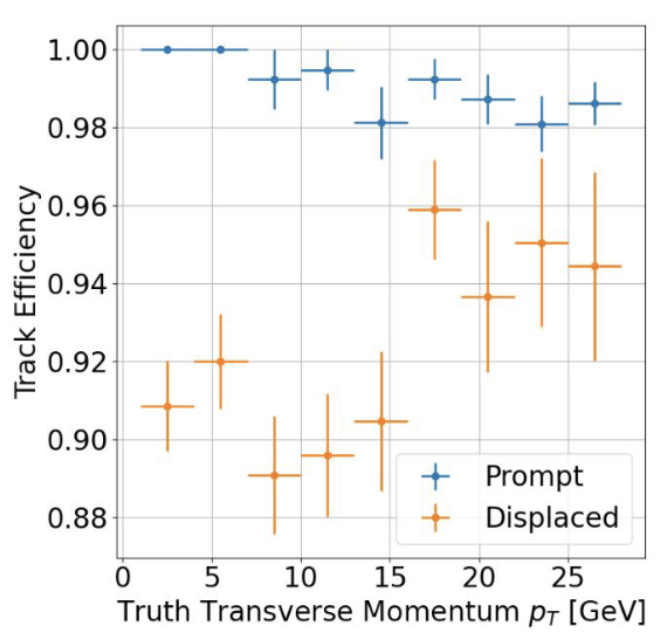 Track Efficiency
1.00
0.98
0.96
0.94
0.92
0.90
0.88
Prompt
Displaced
0 5 10 15 20 25
Truth Transverse Momentum p_T [GeV]